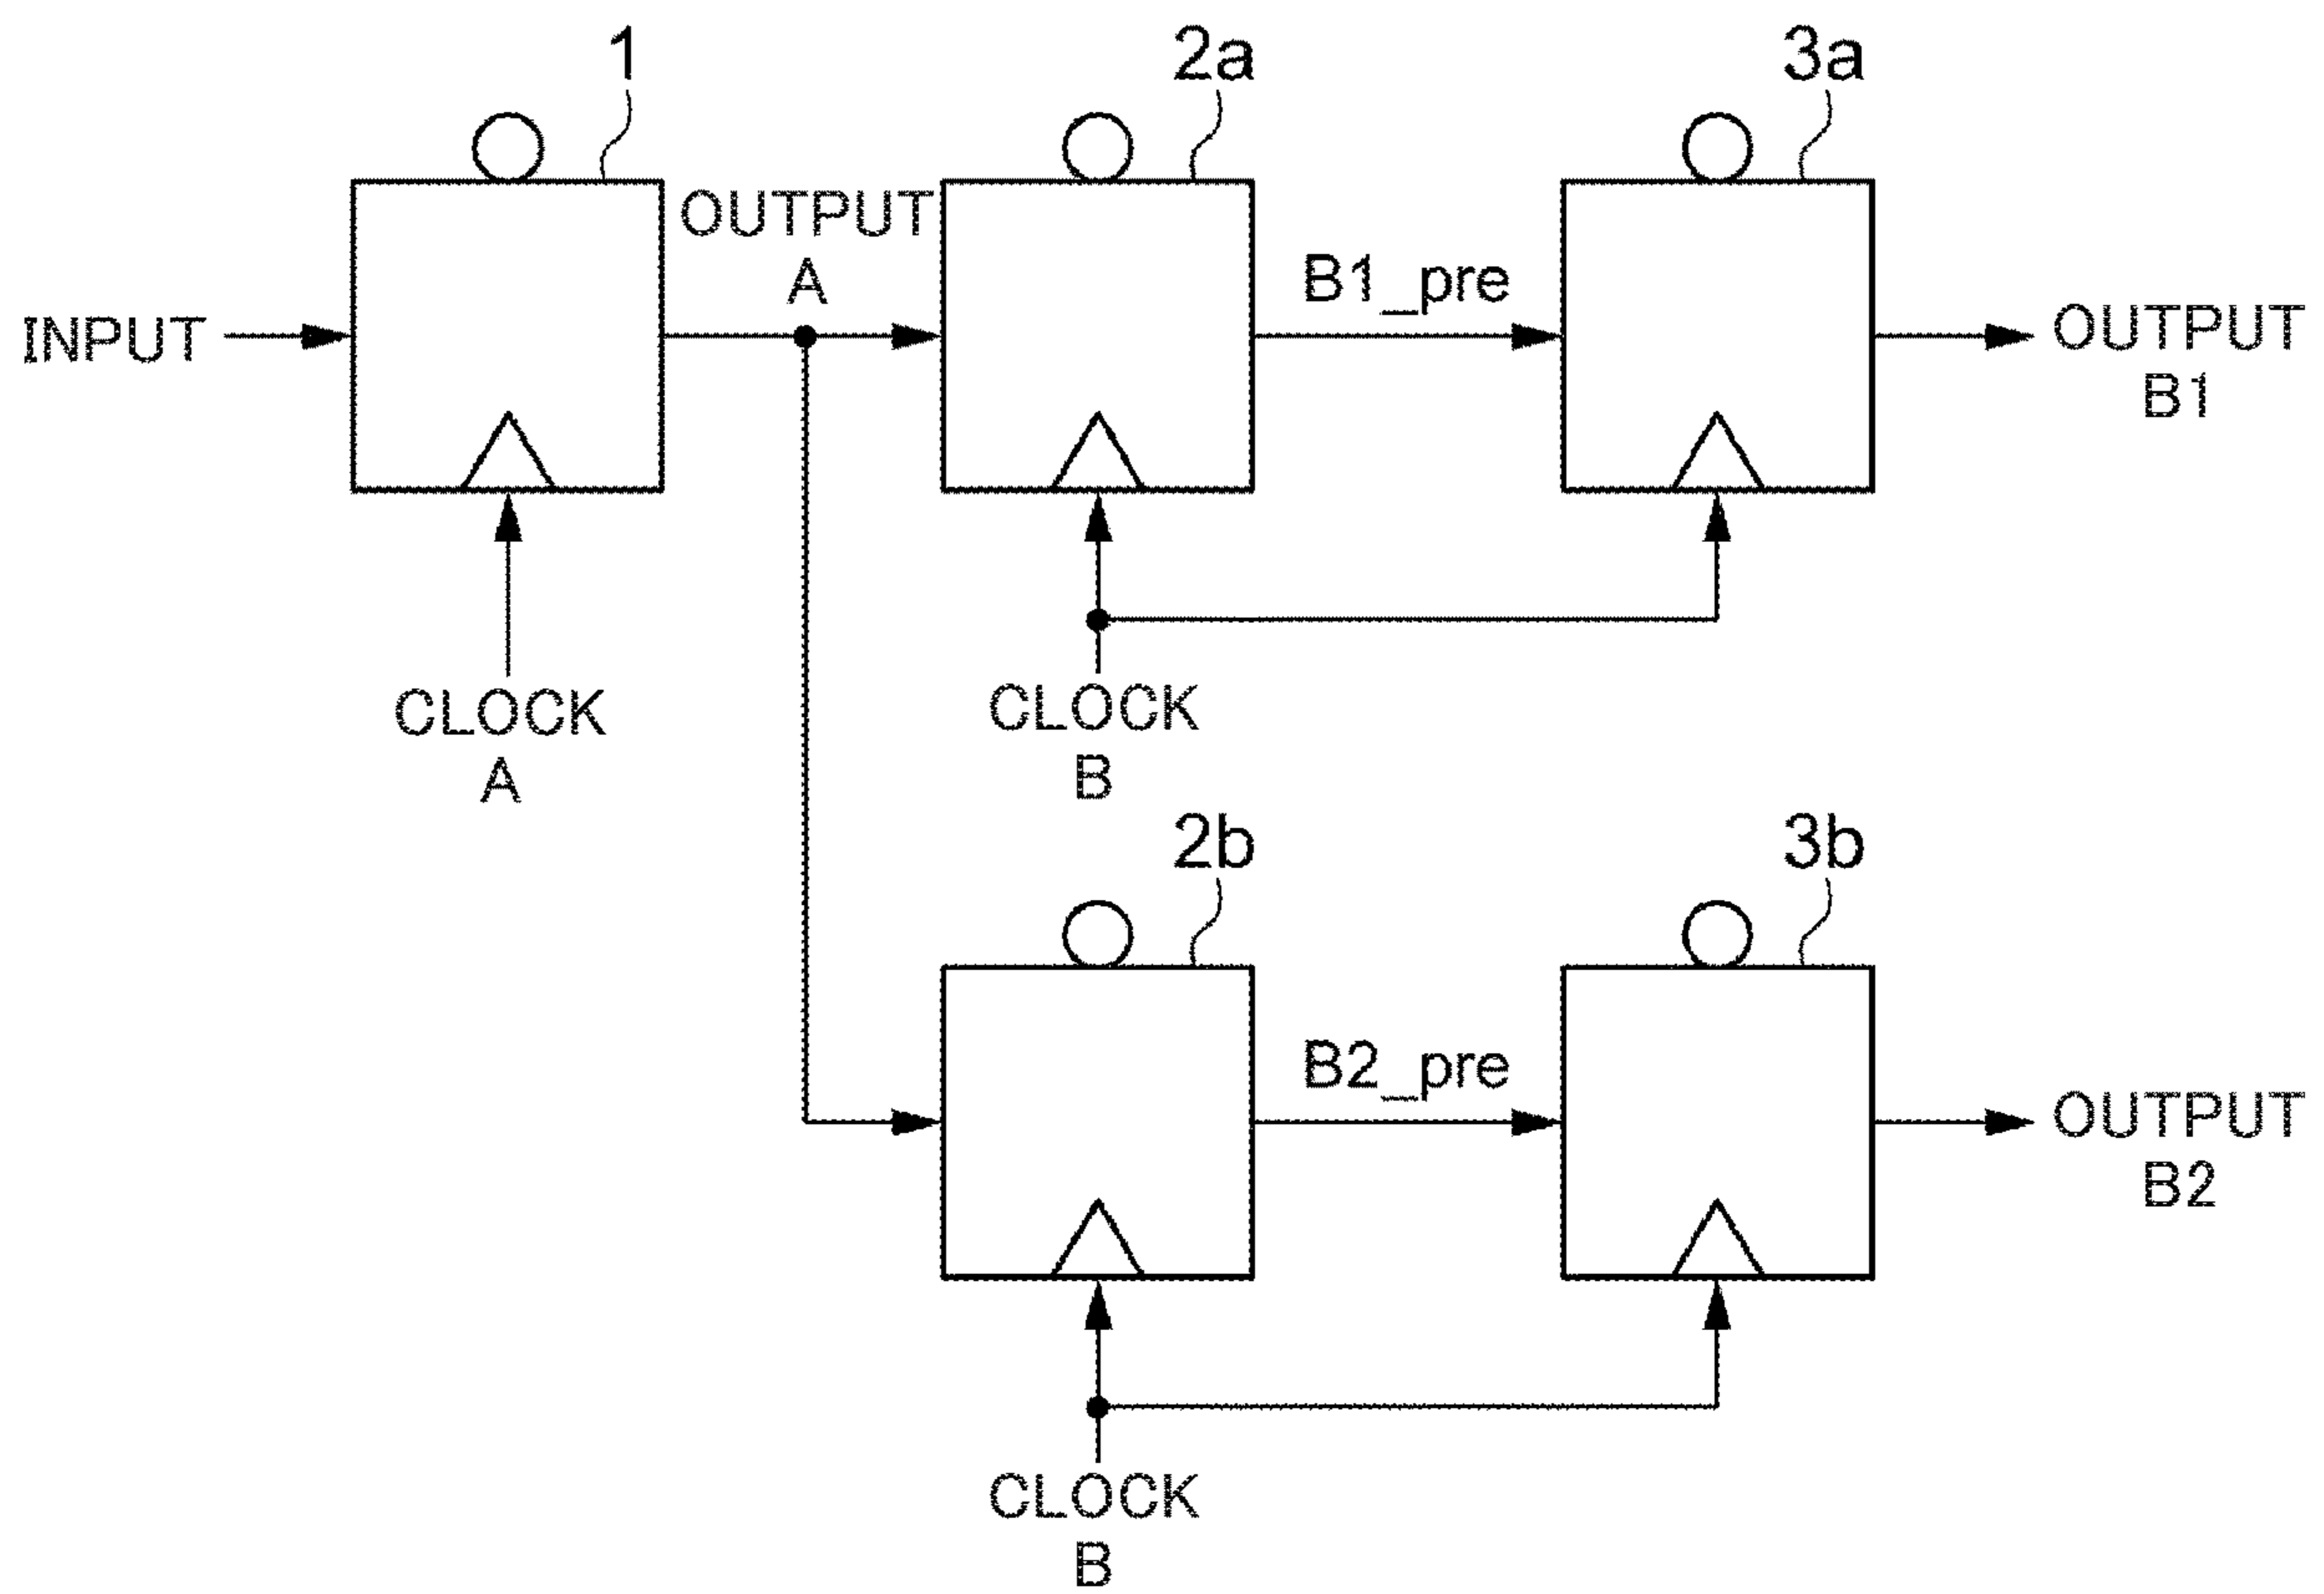 1
2a
3a
OUTPUT
A
B1_pre
INPUT
OUTPUT
B1
CLOCK
A
CLOCK
B
2b
3b
B2_pre
OUTPUT
B2
CLOCK
B